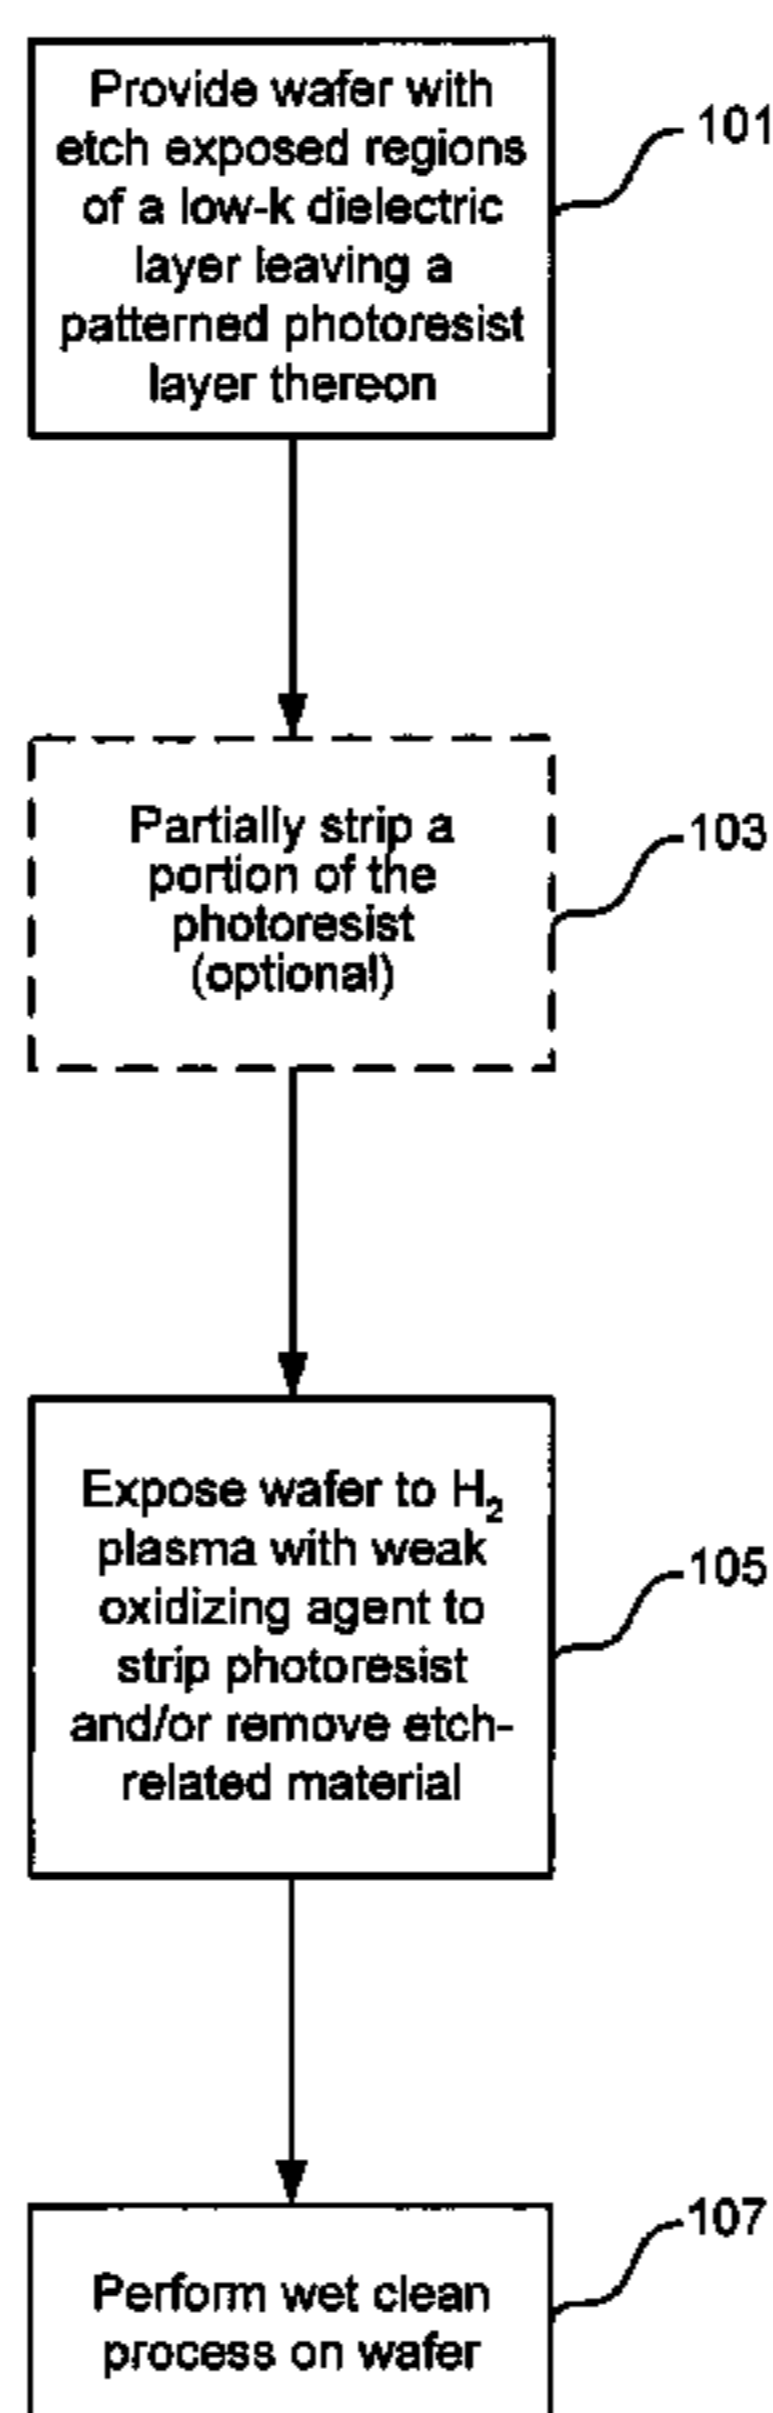 Provide wafer with
etch exposed regions
of a low-k dielectric
layer leaving a
patterned photoresist
layer thereon
101
Partially strip a
portion of the
photoresist
(optional)
103
Expose wafer to H₂
plasma with weak
oxidizing agent to
strip photoresist
and/or remove etch-
related material
105
Perform wet clean
process on wafer
107